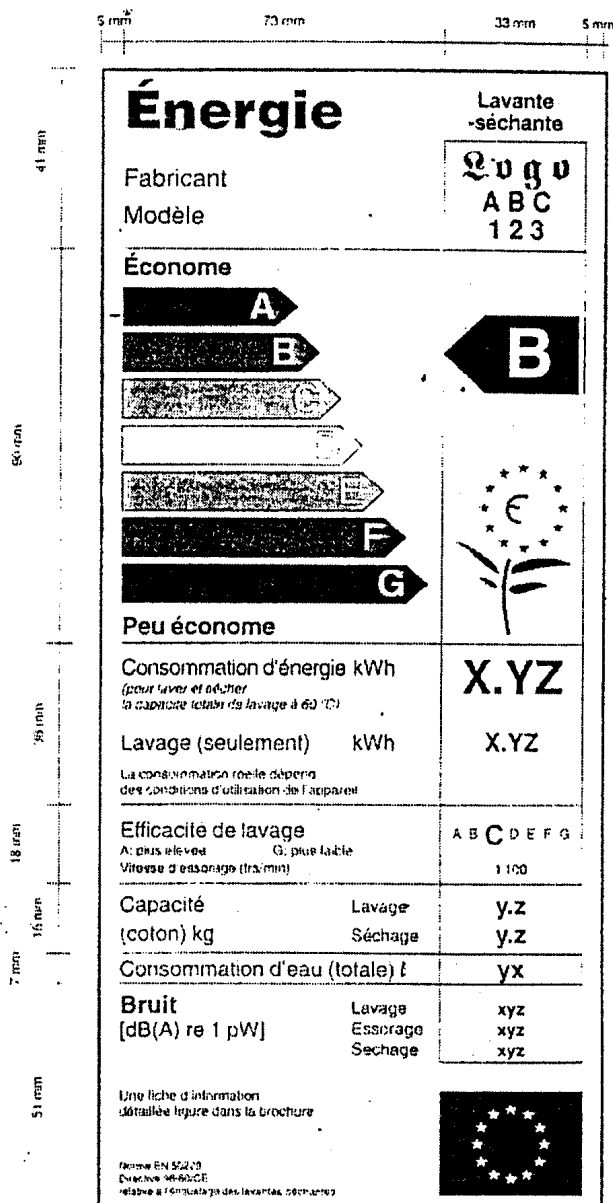 5 mm 73 mm 33 mm 5 mm
Énergie
Lavante
-séchante
Logo
ABC
123
Fabricant
Modèle
41 mm
Économe
A
B
B
C
D
E
F
G
Peu économe
Consommation d'énergie kWh X.YZ
(pour laver et sécher
la capacité totale de lavage à 60 °C)
Lavage (seulement) kWh X.YZ
La consommation réelle dépend
des conditions d'utilisation de l'appareil
Efficacité de lavage A B C D E F G
A: plus élevée G: plus faible
Vitesse d'essorage (trs/min) 1100
18 mm
Capacité Lavage y.z
(coton) kg Séchage y.z
16 mm
Consommation d'eau (totale) ℓ yx
7 mm
Bruit Lavage xyz
[dB(A) re 1 pW] Essorage xyz
Sechage xyz
51 mm
Une fiche d'information
détaillée figure dans la brochure
Norme EN 50229
Directive 96/60/CE
relative à l'étiquetage des lavantes séchantes